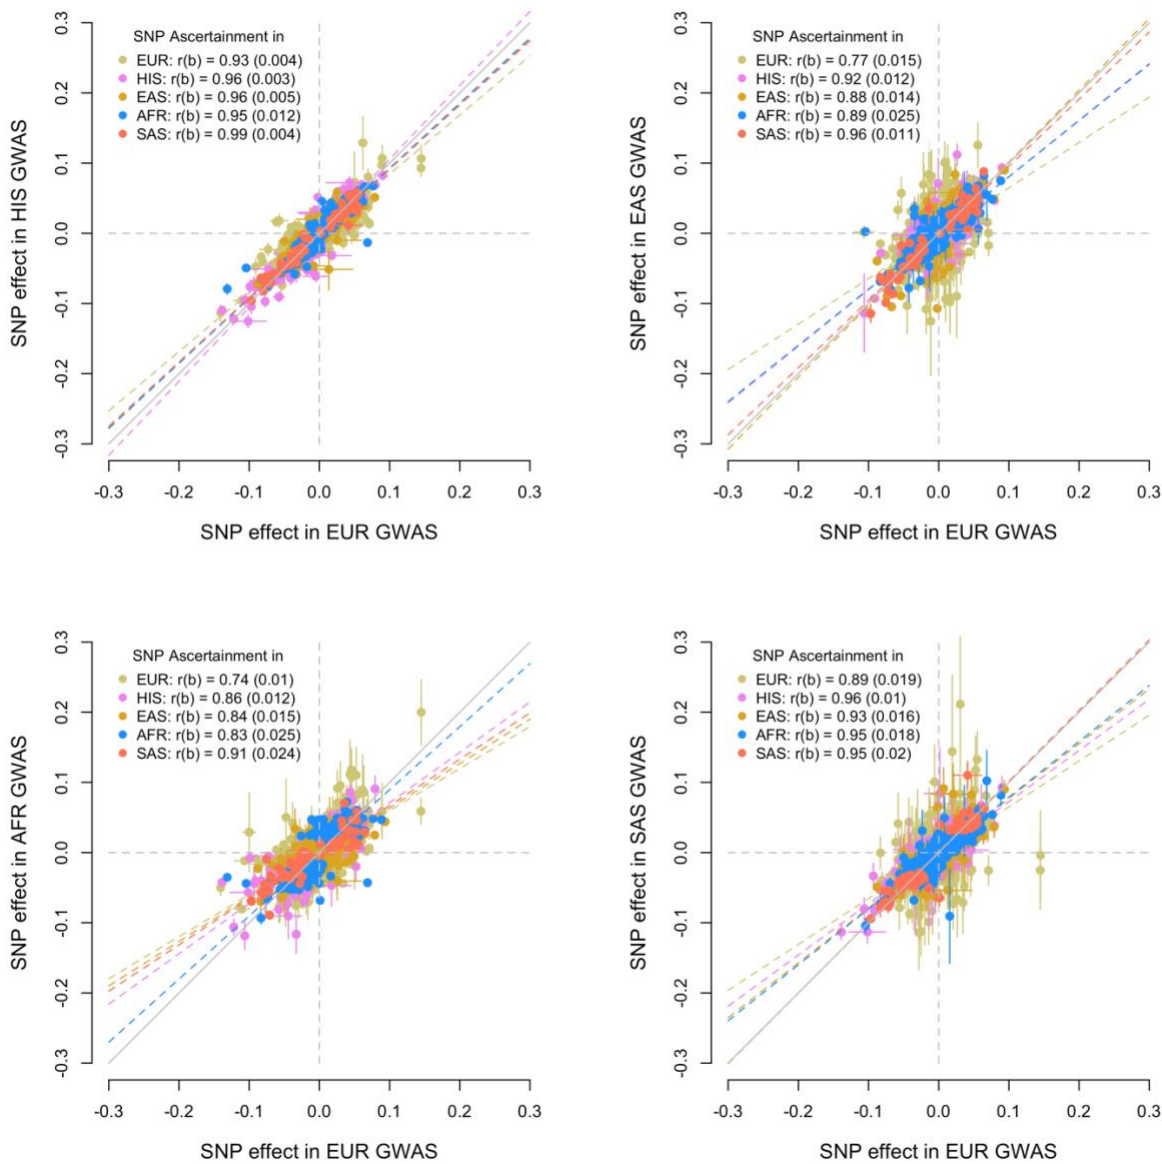 SNP Ascertainment in
EUR: r(b) = 0.93 (0.004)
HIS: r(b) = 0.96 (0.003)
EAS: r(b) = 0.96 (0.005)
AFR: r(b) = 0.95 (0.012)
SAS: r(b) = 0.99 (0.004)
0.3
0.2
0.1
0.0
-0.1
-0.2
-0.3
SNP effect in HIS GWAS
-0.3 -0.2 -0.1 0.0 0.1 0.2 0.3
SNP effect in EUR GWAS
SNP Ascertainment in
EUR: r(b) = 0.77 (0.015)
HIS: r(b) = 0.92 (0.012)
EAS: r(b) = 0.88 (0.014)
AFR: r(b) = 0.89 (0.025)
SAS: r(b) = 0.96 (0.011)
0.3
0.2
0.1
0.0
-0.1
-0.2
-0.3
SNP effect in EAS GWAS
-0.3 -0.2 -0.1 0.0 0.1 0.2 0.3
SNP effect in EUR GWAS
SNP Ascertainment in
EUR: r(b) = 0.74 (0.01)
HIS: r(b) = 0.86 (0.012)
EAS: r(b) = 0.84 (0.015)
AFR: r(b) = 0.83 (0.025)
SAS: r(b) = 0.91 (0.024)
0.3
0.2
0.1
0.0
-0.1
-0.2
-0.3
SNP effect in AFR GWAS
-0.3 -0.2 -0.1 0.0 0.1 0.2 0.3
SNP effect in EUR GWAS
SNP Ascertainment in
EUR: r(b) = 0.89 (0.019)
HIS: r(b) = 0.96 (0.01)
EAS: r(b) = 0.93 (0.016)
AFR: r(b) = 0.95 (0.018)
SAS: r(b) = 0.95 (0.02)
0.3
0.2
0.1
0.0
-0.1
-0.2
-0.3
SNP effect in SAS GWAS
-0.3 -0.2 -0.1 0.0 0.1 0.2 0.3
SNP effect in EUR GWAS